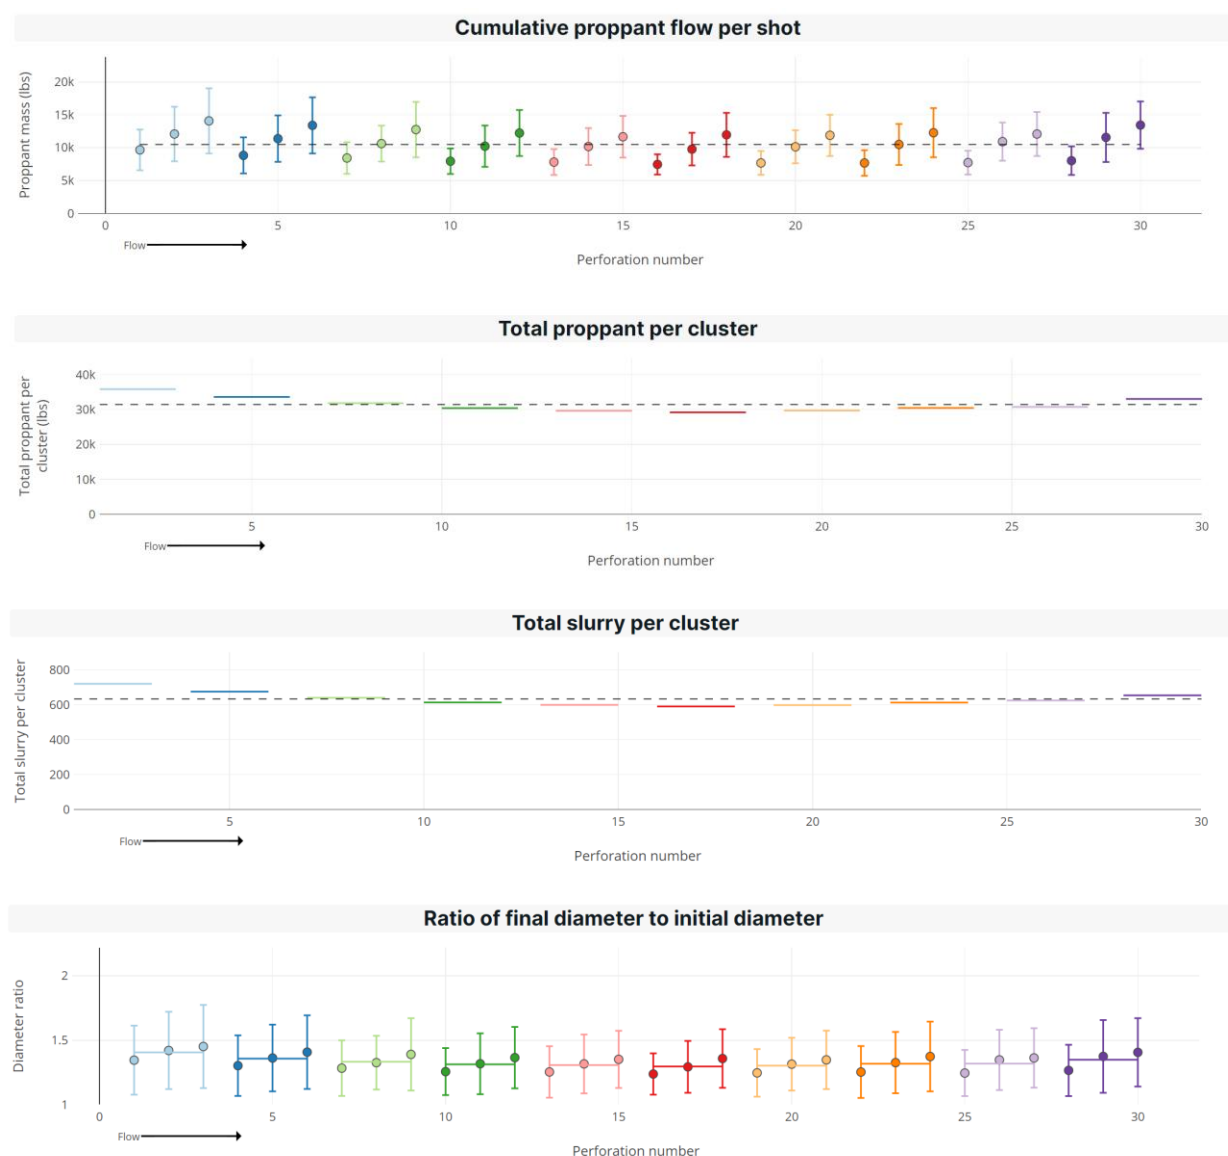 Cumulative proppant flow per shot
Proppant mass (lbs)
20k
15k
10k
5k
0
0 5 10 15 20 25 30
Flow
Perforation number
Total proppant per cluster
Total proppant per
cluster (lbs)
40k
30k
20k
10k
0
5 10 15 20 25 30
Flow
Perforation number
Total slurry per cluster
Total slurry per cluster
800
600
400
200
0
5 10 15 20 25 30
Flow
Perforation number
Ratio of final diameter to initial diameter
Diameter ratio
2
1.5
1
0 5 10 15 20 25 30
Flow
Perforation number